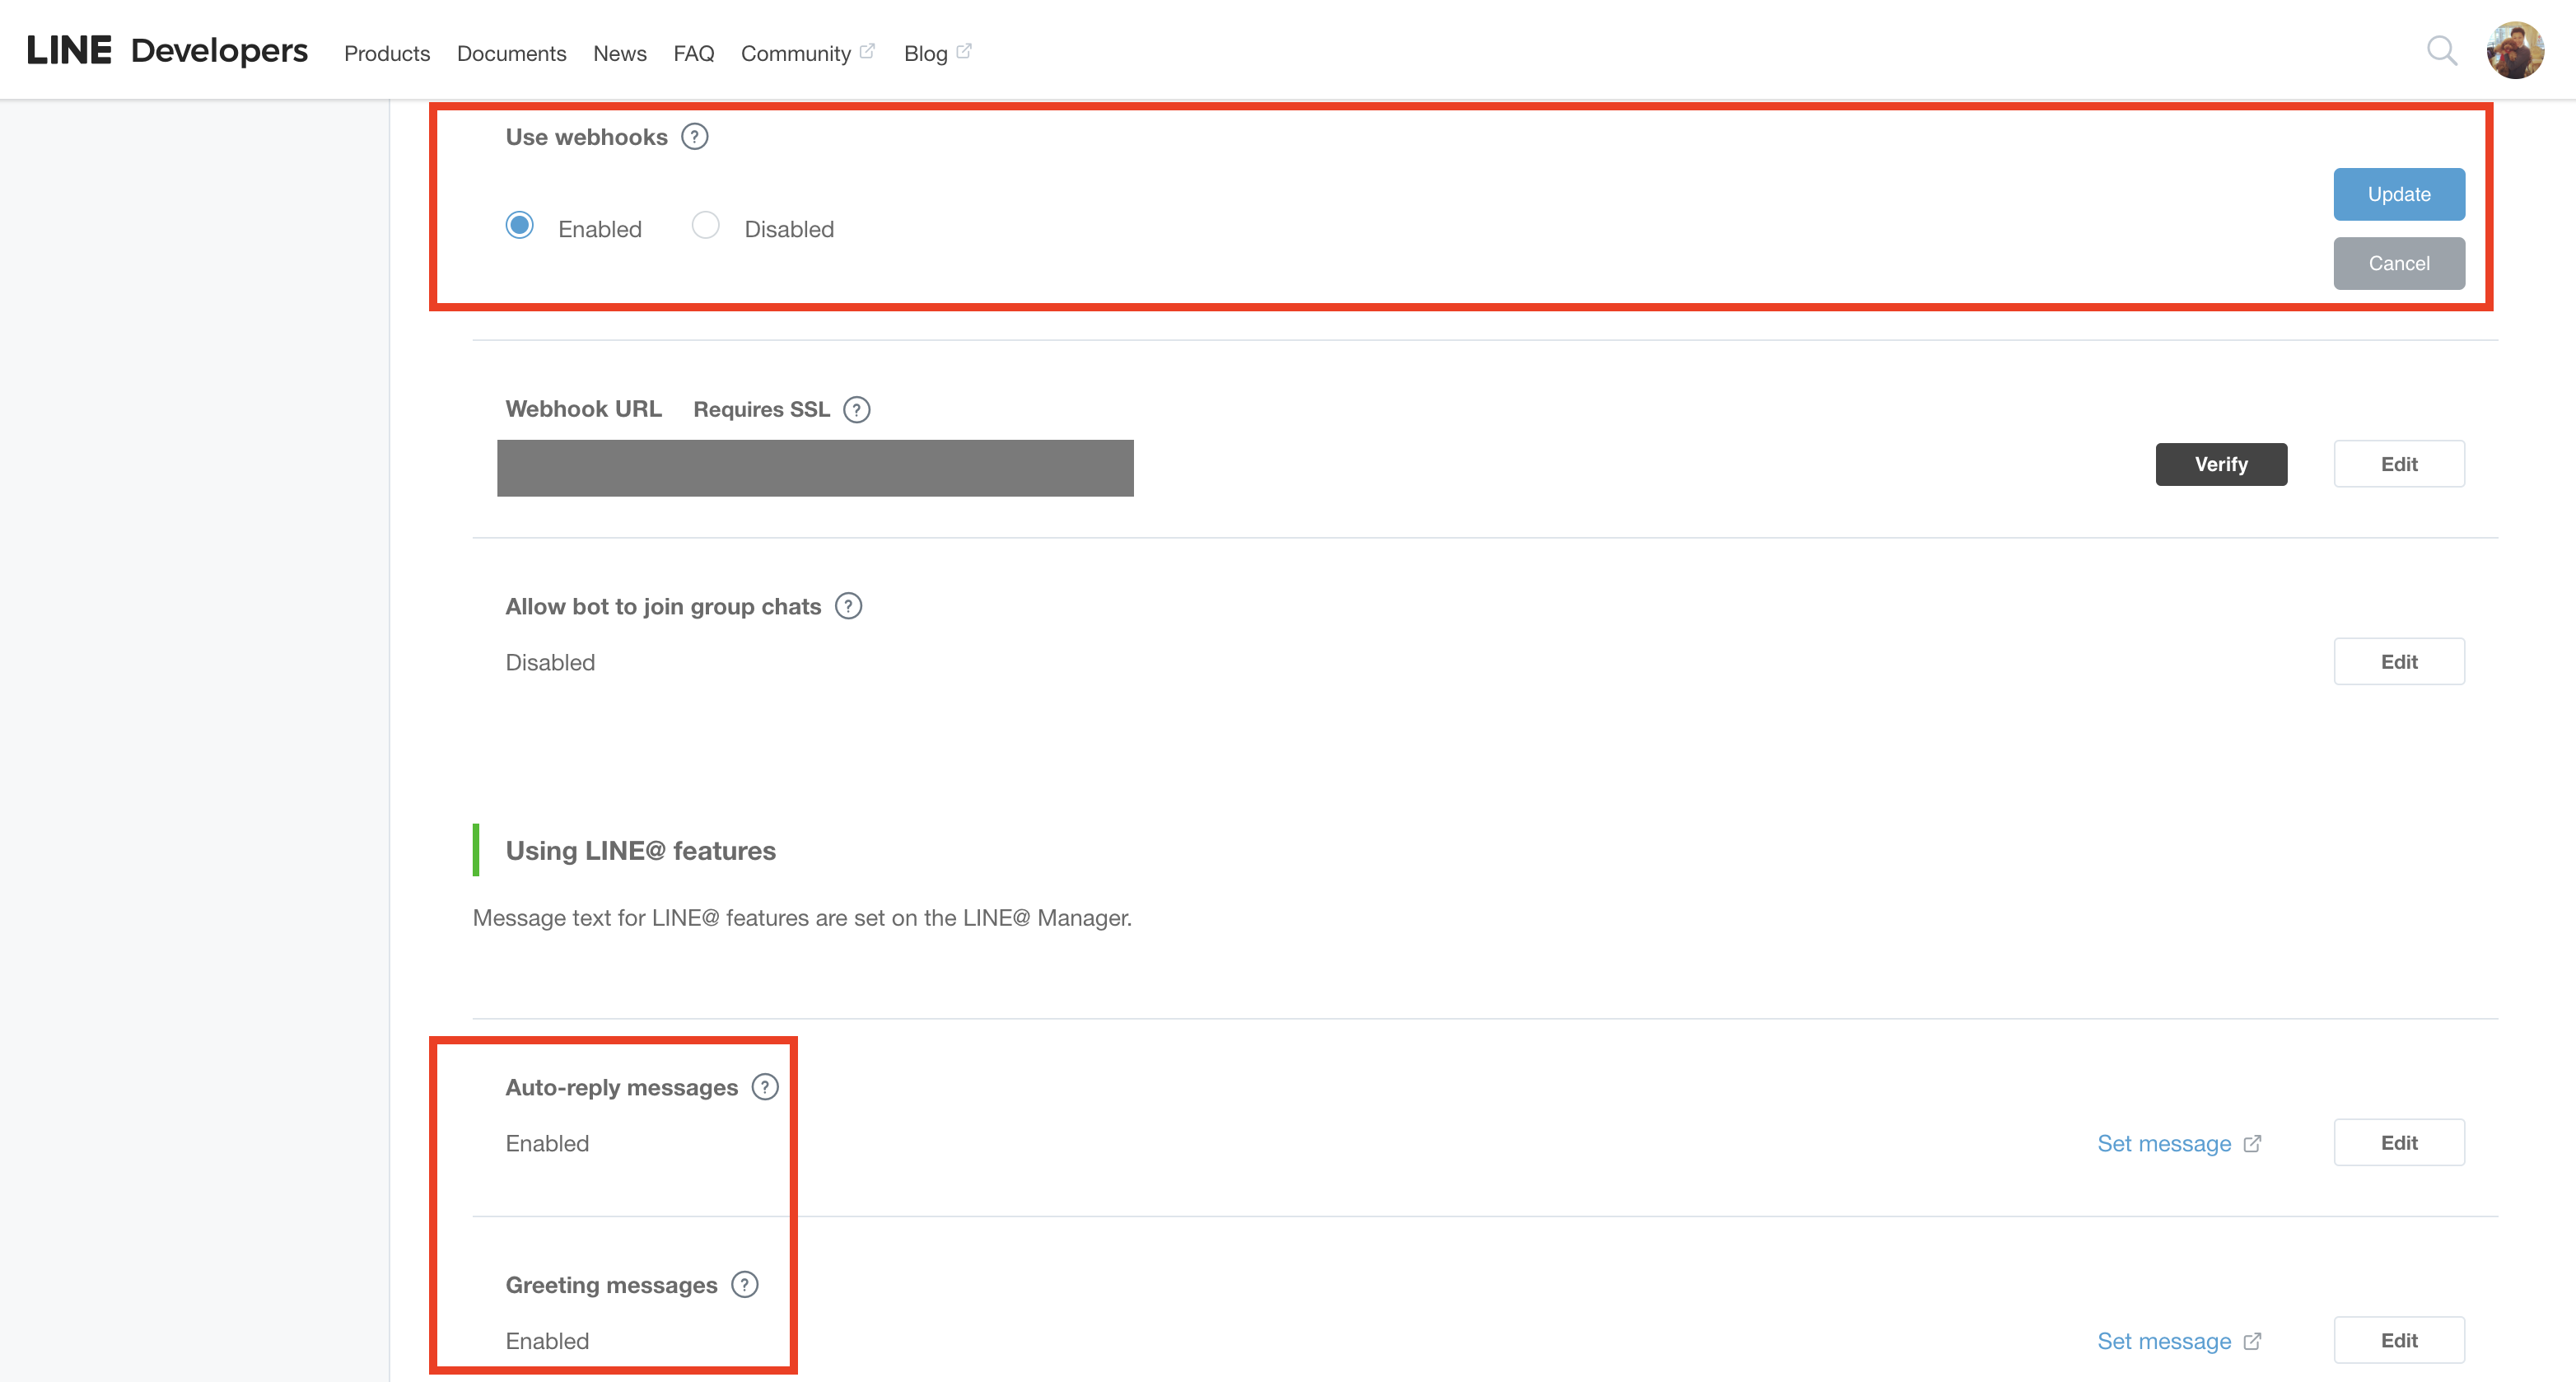 LINE Developers Products Documents News FAQ Community Blog
Use webhooks ?
Enabled Disabled
Update
Cancel
Webhook URL Requires SSL ?
Verify Edit
Allow bot to join group chats ?
Disabled
Edit
Using LINE@ features
Message text for LINE@ features are set on the LINE@ Manager.
Auto-reply messages ?
Enabled
Set message Edit
Greeting messages ?
Enabled
Set message Edit